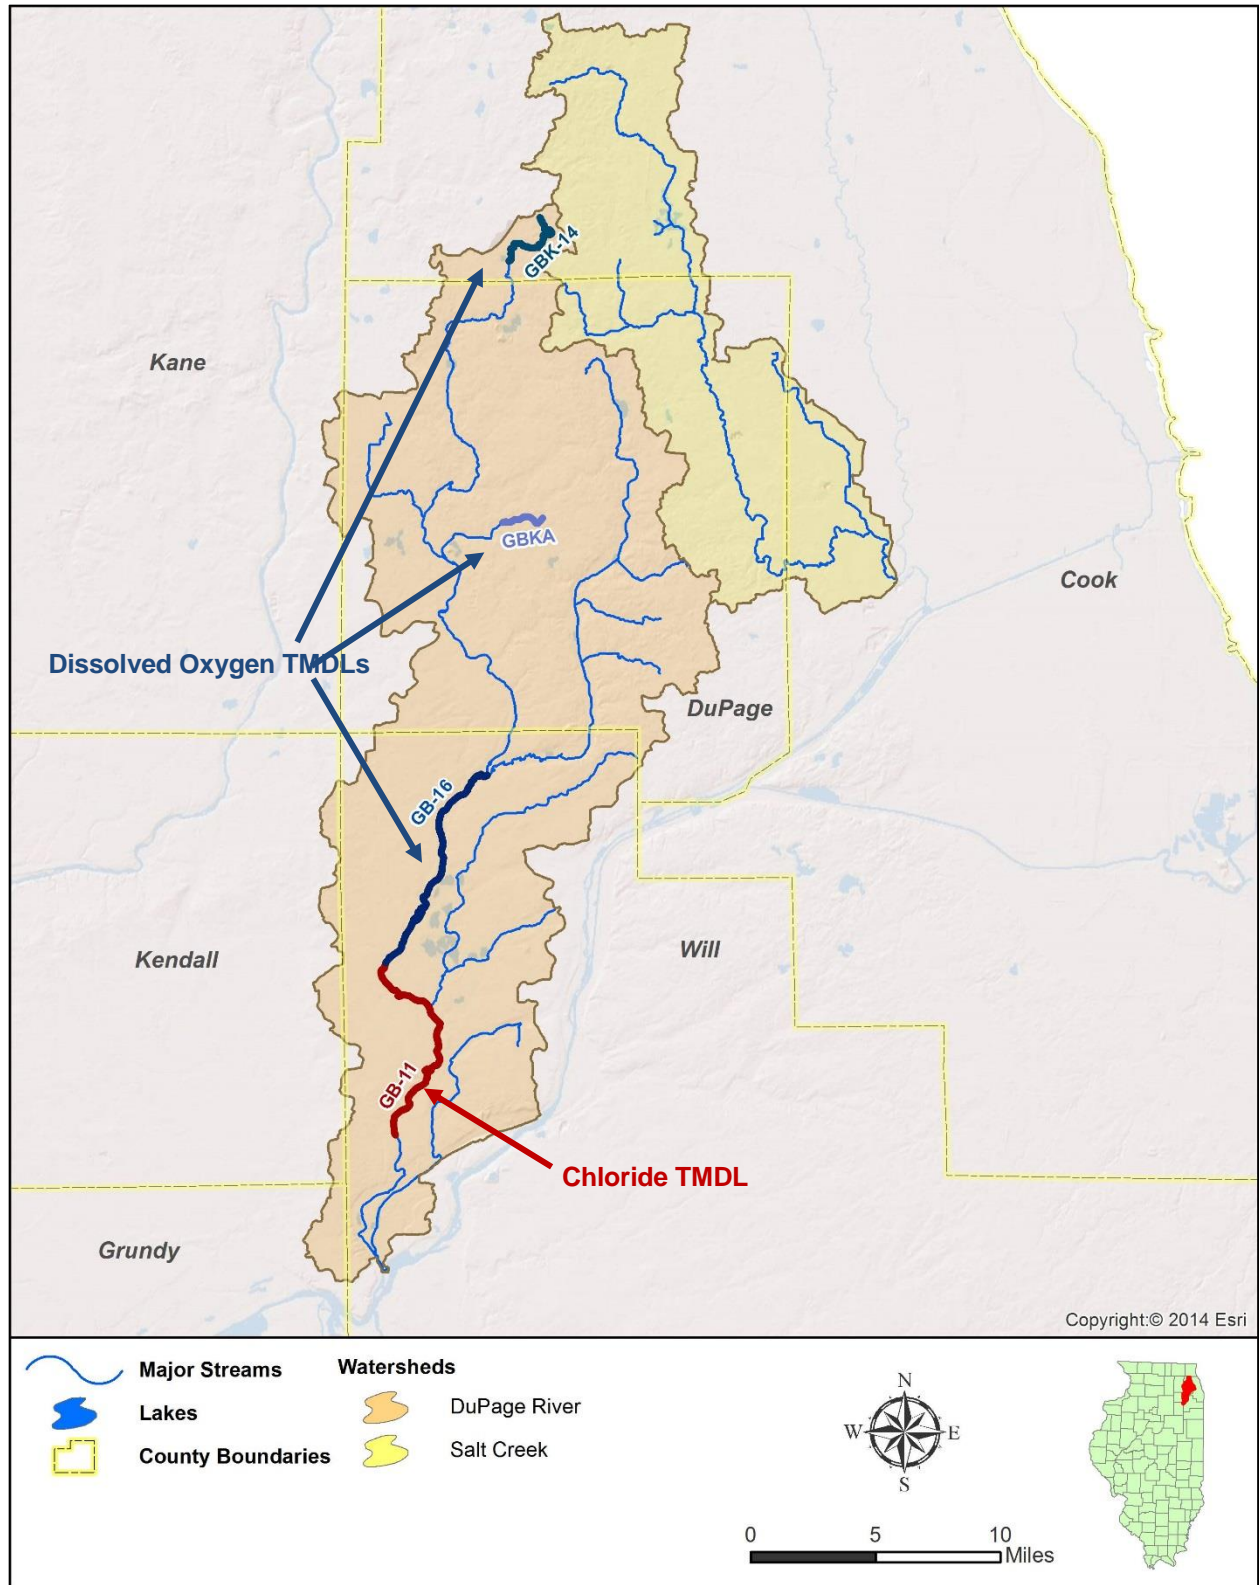 GBK-14
Kane
GBKA
Cook
Dissolved Oxygen TMDLs
DuPage
GB-16
Kendall
Will
GB-11
Chloride TMDL
Grundy
Copyright:© 2014 Esri
Major Streams
Lakes
County Boundaries
Watersheds
DuPage River
Salt Creek
N
W
E
S
0
5
10
Miles